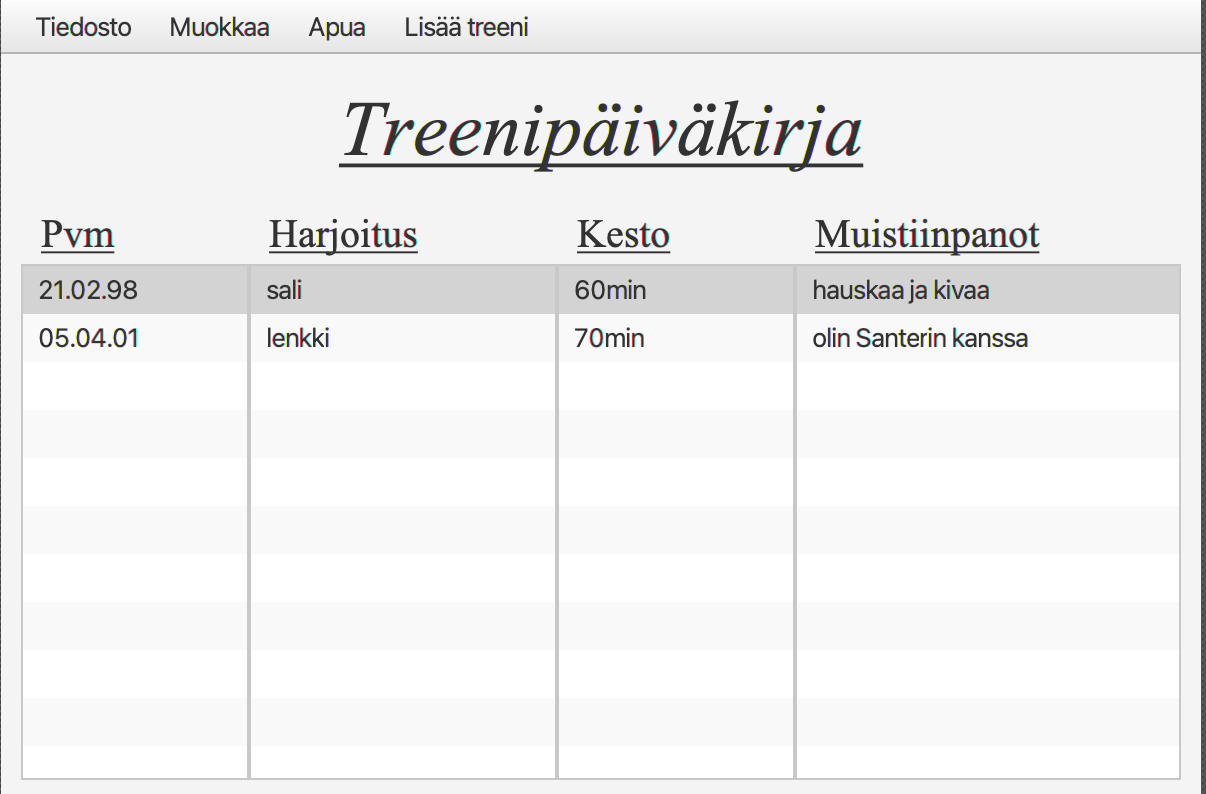 Tiedosto Muokkaa Apua Lisää treeni
Treenipäiväkirja
Pvm Harjoitus Kesto Muistiinpanot
21.02.98 sali 60min hauskaa ja kivaa
05.04.01 lenkki 70min olin Santerin kanssa